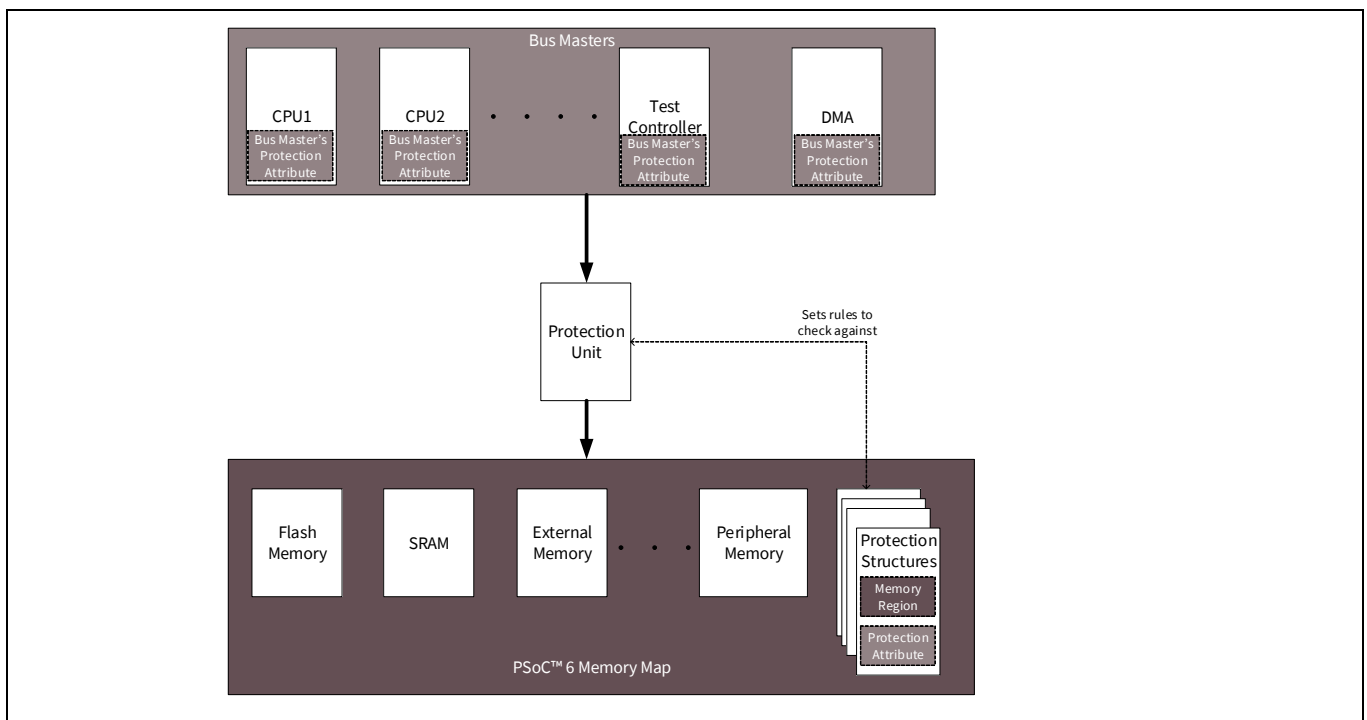 Bus Masters
CPU1
Bus Master's
Protection
Attribute
CPU2
Bus Master's
Protection
Attribute
Test
Controller
Bus Master's
Protection
Attribute
DMA
Bus Master's
Protection
Attribute
Protection
Unit
Sets rules to
check against
Flash
Memory
SRAM
External
Memory
Peripheral
Memory
Protection
Structures
Memory
Region
Protection
Attribute
PSoC™ 6 Memory Map